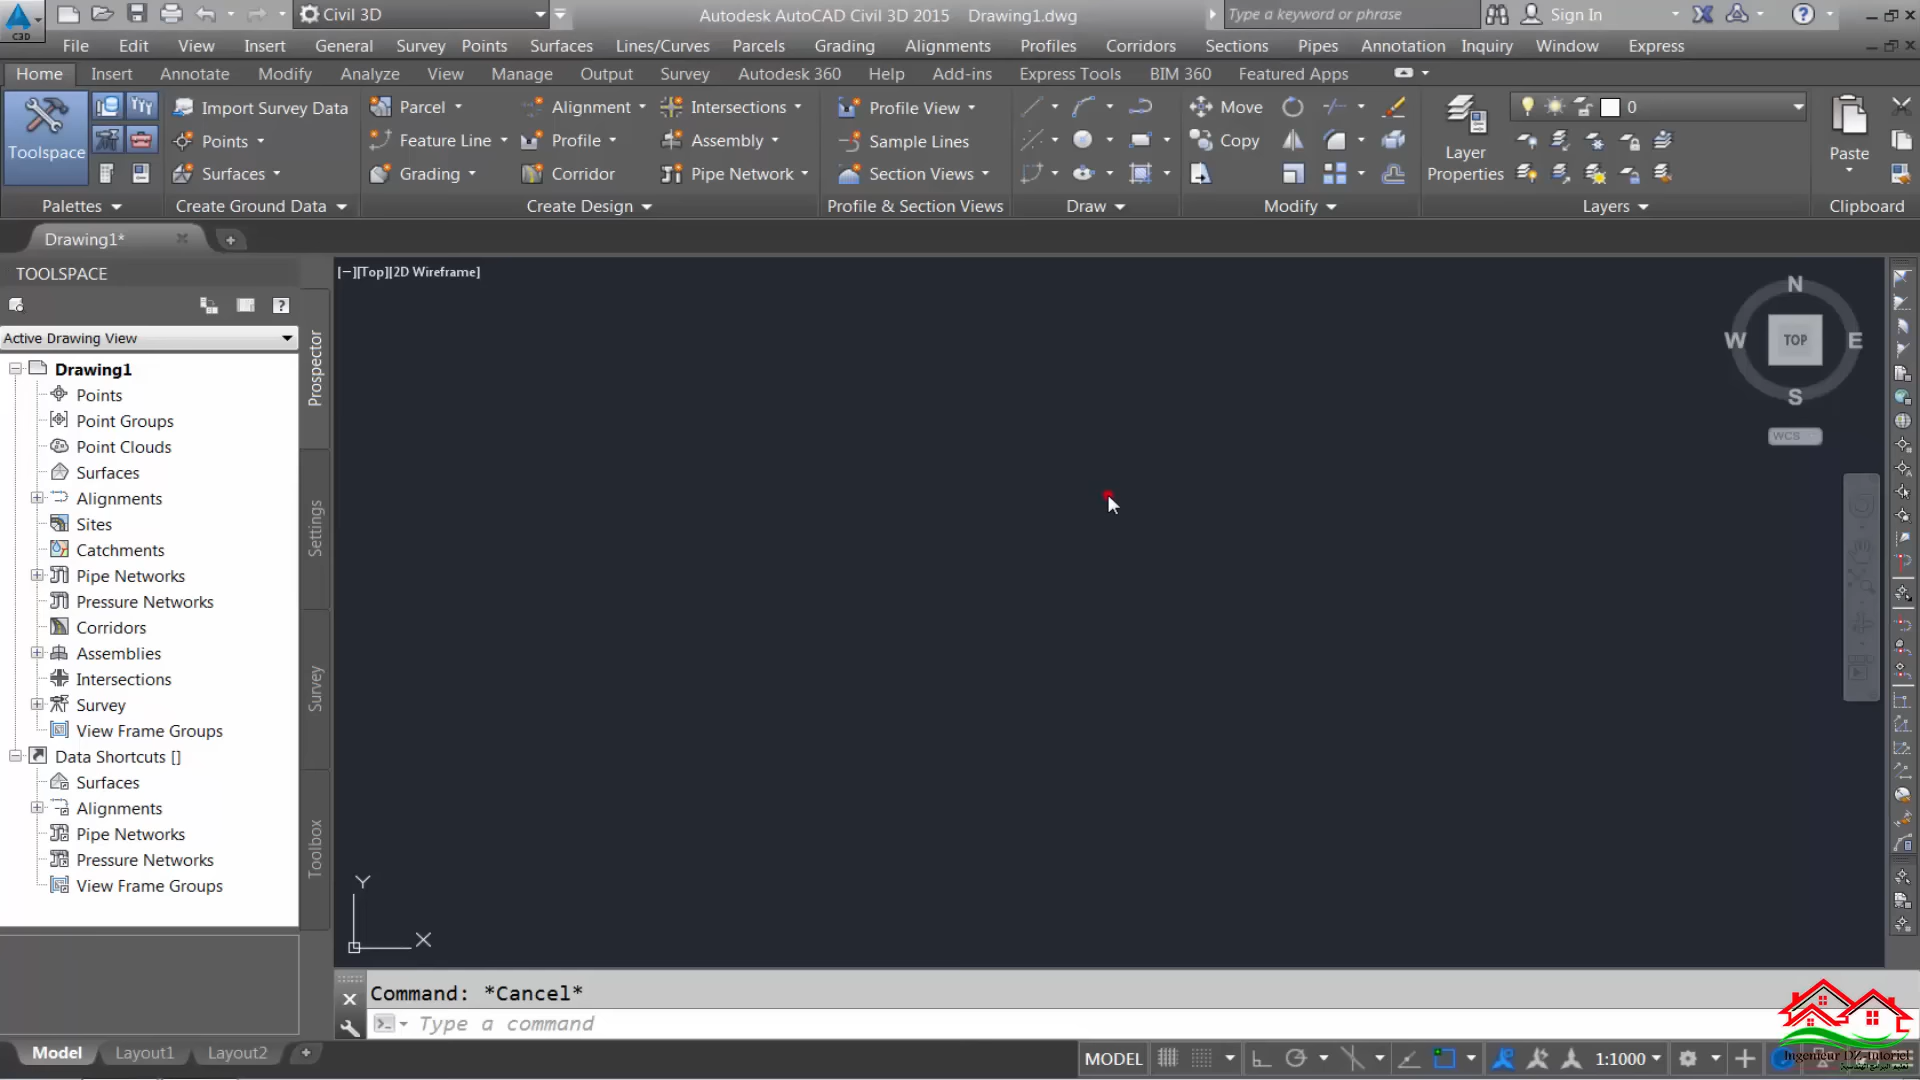 C3D
Civil 3D
Autodesk AutoCAD Civil 3D 2015 Drawing1.dwg
Type a keyword or phrase
Sign In
File Edit View Insert General Survey Points Surfaces Lines/Curves Parcels Grading Alignments Profiles Corridors Sections Pipes Annotation Inquiry Window Express
Home Insert Annotate Modify Analyze View Manage Output Survey Autodesk 360 Help Add-ins Express Tools BIM 360 Featured Apps
Toolspace
Import Survey Data
Points
Surfaces
Parcel
Feature Line
Grading
Alignment
Profile
Corridor
Intersections
Assembly
Pipe Network
Profile View
Sample Lines
Section Views
Move
Copy
Layer
Properties
0
Paste
Palettes
Create Ground Data
Create Design
Profile & Section Views
Draw
Modify
Layers
Clipboard
Drawing1*
TOOLSPACE
Active Drawing View
Drawing1
Points
Point Groups
Point Clouds
Surfaces
Alignments
Sites
Catchments
Pipe Networks
Pressure Networks
Corridors
Assemblies
Intersections
Survey
View Frame Groups
Data Shortcuts []
Surfaces
Alignments
Pipe Networks
Pressure Networks
View Frame Groups
Prospector
Settings
Survey
Toolbox
[−][Top][2D Wireframe]
N
W TOP E
S
WCS
Y
X
Command: *Cancel*
Type a command
Model Layout1 Layout2
MODEL
1:1000
Ingenieur DZ-tutoriel